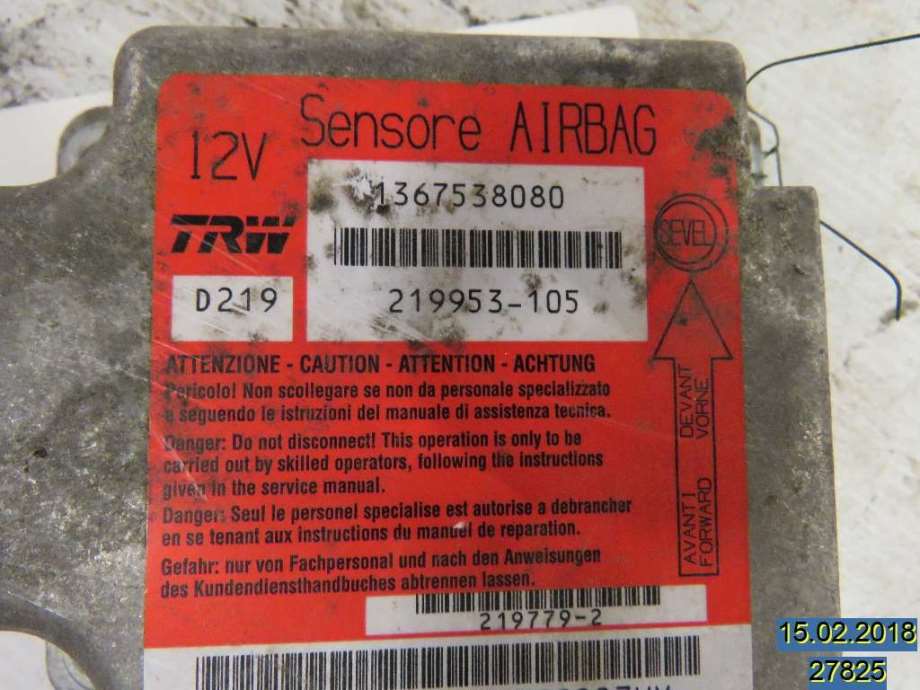 Sensore AIRBAG
12V
1367538080
TRW
SEVEL
D219
219953-105
ATTENZIONE - CAUTION - ATTENTION - ACHTUNG
Pericolo! Non scollegare se non da personale specializzato
e seguendo le istruzioni del manuale di assistenza tecnica.
Danger: Do not disconnect! This operation is only to be
carried out by skilled operators, following the instructions
given in the service manual.
Danger: Seul le personel specialise est autorise a debrancher
en se tenant aux instructions du manuel de reparation.
Gefahr: nur von Fachpersonal und nach den Anweisungen
des Kundendiensthandbuches abtrennen lassen.
AVANTI DEVANT
FORWARD VORNE
219779-2
15.02.2018
27825